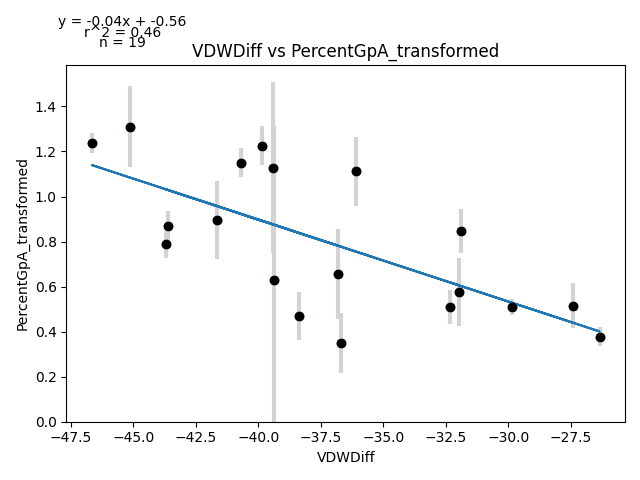 y = -0.04x + -0.56
r^2 = 0.46
n = 19
VDWDiff vs PercentGpA_transformed
PercentGpA_transformed
1.4
1.2
1.0
0.8
0.6
0.4
0.2
0.0
−47.5 −45.0 −42.5 −40.0 −37.5 −35.0 −32.5 −30.0 −27.5
VDWDiff